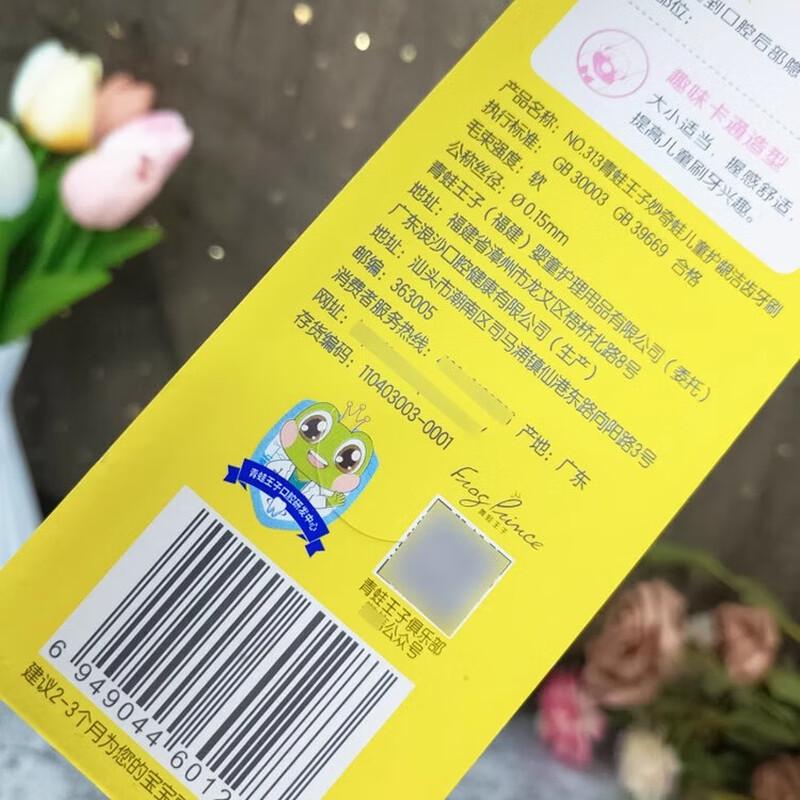 到口腔后部隐
部位:
趣味卡通造型
大小适当,握感舒适,
提高儿童刷牙兴趣。
产品名称: NO.313青蛙王子妙奇蛙儿童护龈洁齿牙刷
执行标准: GB 30003 GB 39669 合格
毛束强度: 软
公称丝径: Ø 0.15mm
青蛙王子(福建)婴童护理用品有限公司(委托)
地址: 福建省漳州市龙文区梧桥北路8号
广东浪沙口腔健康有限公司(生产)
地址: 汕头市潮南区司马浦镇仙港东路向阳路3号
邮编: 363005
消费者服务热线:
网址:
存货编码: 110403003-0001 产地: 广东
青蛙王子口腔研发中心
Frog Prince
青蛙王子
青蛙王子俱乐部
公众号
6 949044 6012
建议2-3个月为您的宝宝